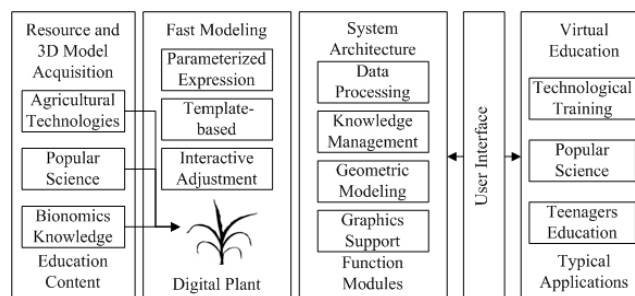 Resource and
3D Model
Acquisition
Agricultural
Technologies
Popular
Science
Bionomics
Knowledge
Education
Content
Fast Modeling
Parameterized
Expression
Template-
based
Interactive
Adjustment
Digital Plant
System
Architecture
Data
Processing
Knowledge
Management
Geometric
Modeling
Graphics
Support
Function
Modules
User Interface
Virtual
Education
Technological
Training
Popular
Science
Teenagers
Education
Typical
Applications